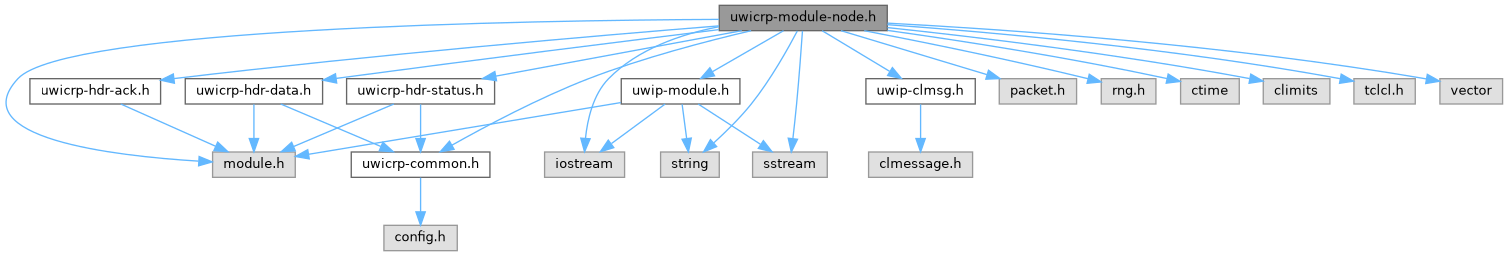 uwicrp-module-node.h
uwicrp-hdr-ack.h
uwicrp-hdr-data.h
uwicrp-hdr-status.h
uwip-module.h
uwip-clmsg.h
packet.h
rng.h
ctime
climits
tclcl.h
vector
module.h
uwicrp-common.h
iostream
string
sstream
clmessage.h
config.h